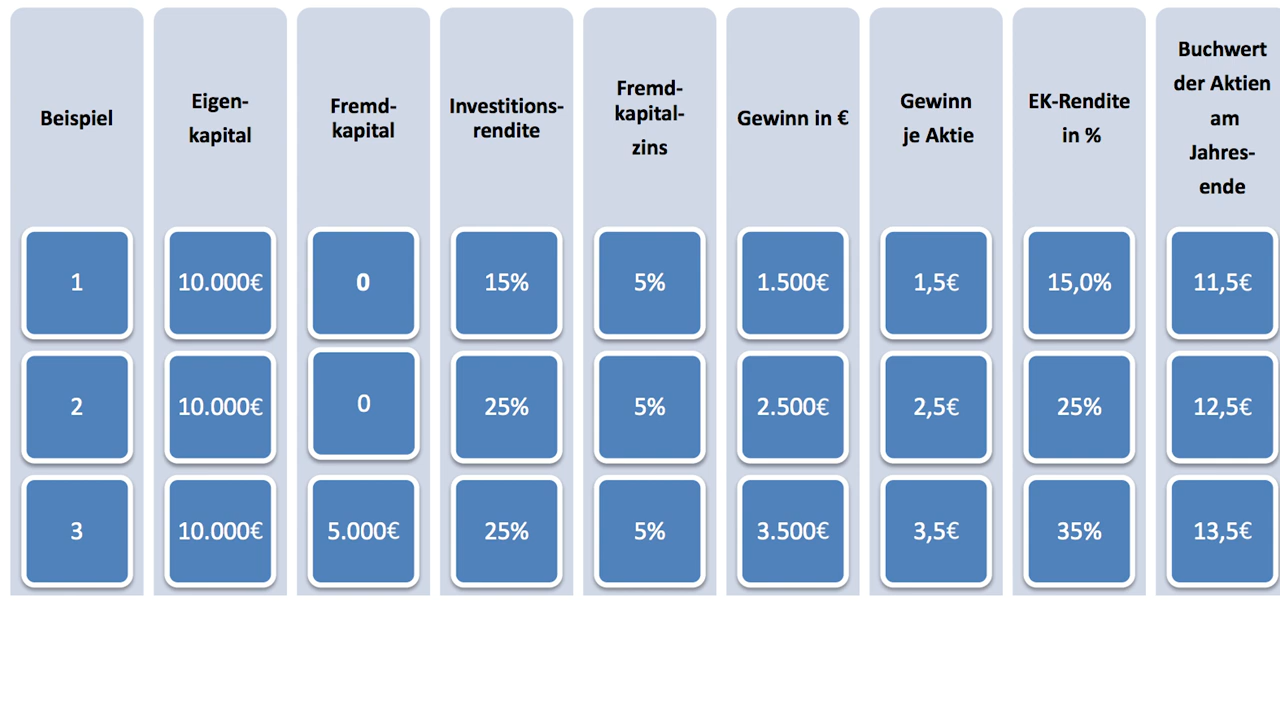 Beispiel
Eigen-
kapital
Fremd-
kapital
Investitions-
rendite
Fremd-
kapital-
zins
Gewinn in €
Gewinn
je Aktie
EK-Rendite
in %
Buchwert
der Aktien
am
Jahres-
ende
1 10.000€ 0 15% 5% 1.500€ 1,5€ 15,0% 11,5€
2 10.000€ 0 25% 5% 2.500€ 2,5€ 25% 12,5€
3 10.000€ 5.000€ 25% 5% 3.500€ 3,5€ 35% 13,5€